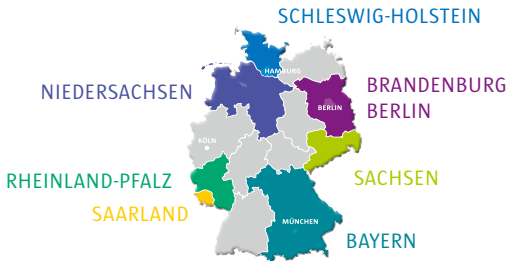 SCHLESWIG-HOLSTEIN
HAMBURG
NIEDERSACHSEN
BRANDENBURG
BERLIN
BERLIN
KÖLN
RHEINLAND-PFALZ
SACHSEN
SAARLAND
MÜNCHEN
BAYERN